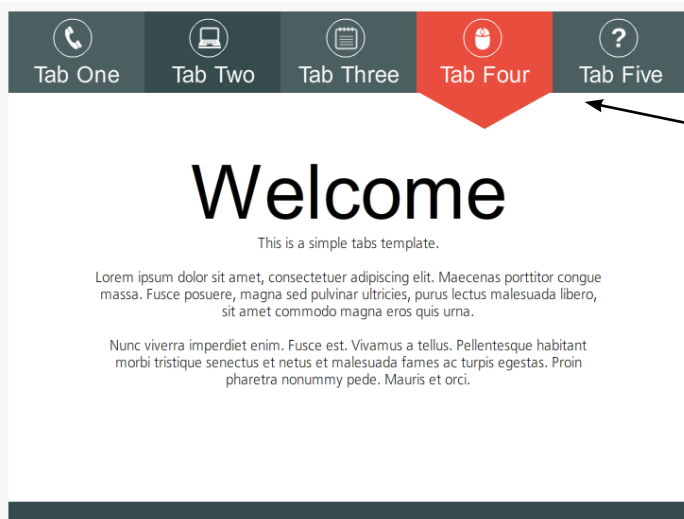 Tab One Tab Two Tab Three Tab Four ? Tab Five
Welcome
This is a simple tabs template.
Lorem ipsum dolor sit amet, consectetuer adipiscing elit. Maecenas porttitor congue
massa. Fusce posuere, magna sed pulvinar ultricies, purus lectus malesuada libero,
sit amet commodo magna eros quis urna.
Nunc viverra imperdiet enim. Fusce est. Vivamus a tellus. Pellentesque habitant
morbi tristique senectus et netus et malesuada fames ac turpis egestas. Proin
pharetra nonummy pede. Mauris et orci.